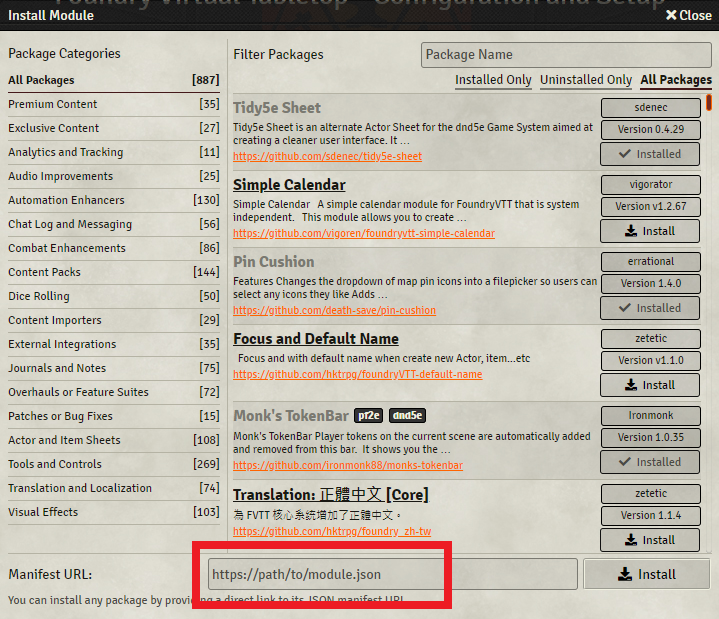 Foundry Virtual Tabletop - Configuration and Setup
Install Module
Close
Package Categories
All Packages [887]
Premium Content [35]
Exclusive Content [27]
Analytics and Tracking [11]
Audio Improvements [25]
Automation Enhancers [130]
Chat Log and Messaging [56]
Combat Enhancements [86]
Content Packs [144]
Dice Rolling [50]
Content Importers [29]
External Integrations [35]
Journals and Notes [75]
Overhauls or Feature Suites [72]
Patches or Bug Fixes [15]
Actor and Item Sheets [108]
Tools and Controls [269]
Translation and Localization [74]
Visual Effects [103]
Filter Packages
Package Name
Installed Only Uninstalled Only All Packages
Tidy5e Sheet
Tidy5e Sheet is an alternate Actor Sheet for the dnd5e Game System aimed at
creating a cleaner user interface. It ...
https://github.com/sdenec/tidy5e-sheet
sdenec
Version 0.4.29
Installed
Simple Calendar
Simple Calendar A simple calendar module for FoundryVTT that is system
independent. This module allows you to create ...
https://github.com/vigoren/foundryvtt-simple-calendar
vigorator
Version v1.2.67
Install
Pin Cushion
Features Changes the dropdown of map pin icons into a filepicker so users can
select any icons they like Adds ...
https://github.com/death-save/pin-cushion
errational
Version 1.4.0
Installed
Focus and Default Name
Focus and with default name when create new Actor, item...etc
https://github.com/hktrpg/foundryVTT-default-name
zetetic
Version v1.1.0
Install
Monk's TokenBar pf2e dnd5e
Monk's TokenBar Player tokens on the current scene are automatically added
and removed from this bar. It shows you the ...
https://github.com/ironmonk88/monks-tokenbar
Ironmonk
Version 1.0.35
Installed
Translation: 正體中文 [Core]
為 FVTT 核心系統增加了正體中文。
https://github.com/hktrpg/foundry_zh-tw
zetetic
Version 1.1.4
Install
Manifest URL:
https://path/to/module.json
Install
You can install any package by providing a direct link to its JSON manifest URL.